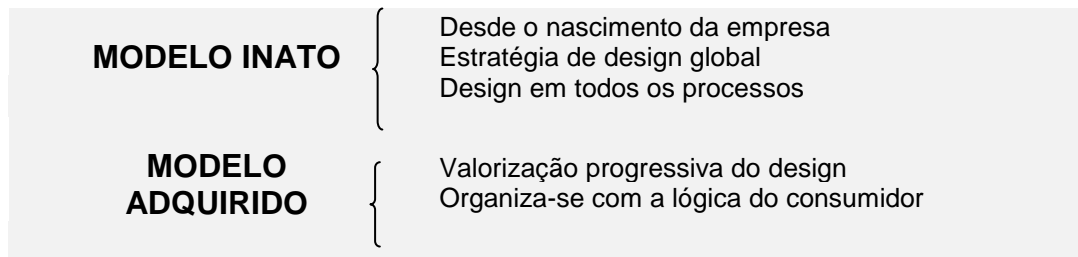 MODELO INATO
Desde o nascimento da empresa
Estratégia de design global
Design em todos os processos
MODELO
ADQUIRIDO
Valorização progressiva do design
Organiza-se com a lógica do consumidor